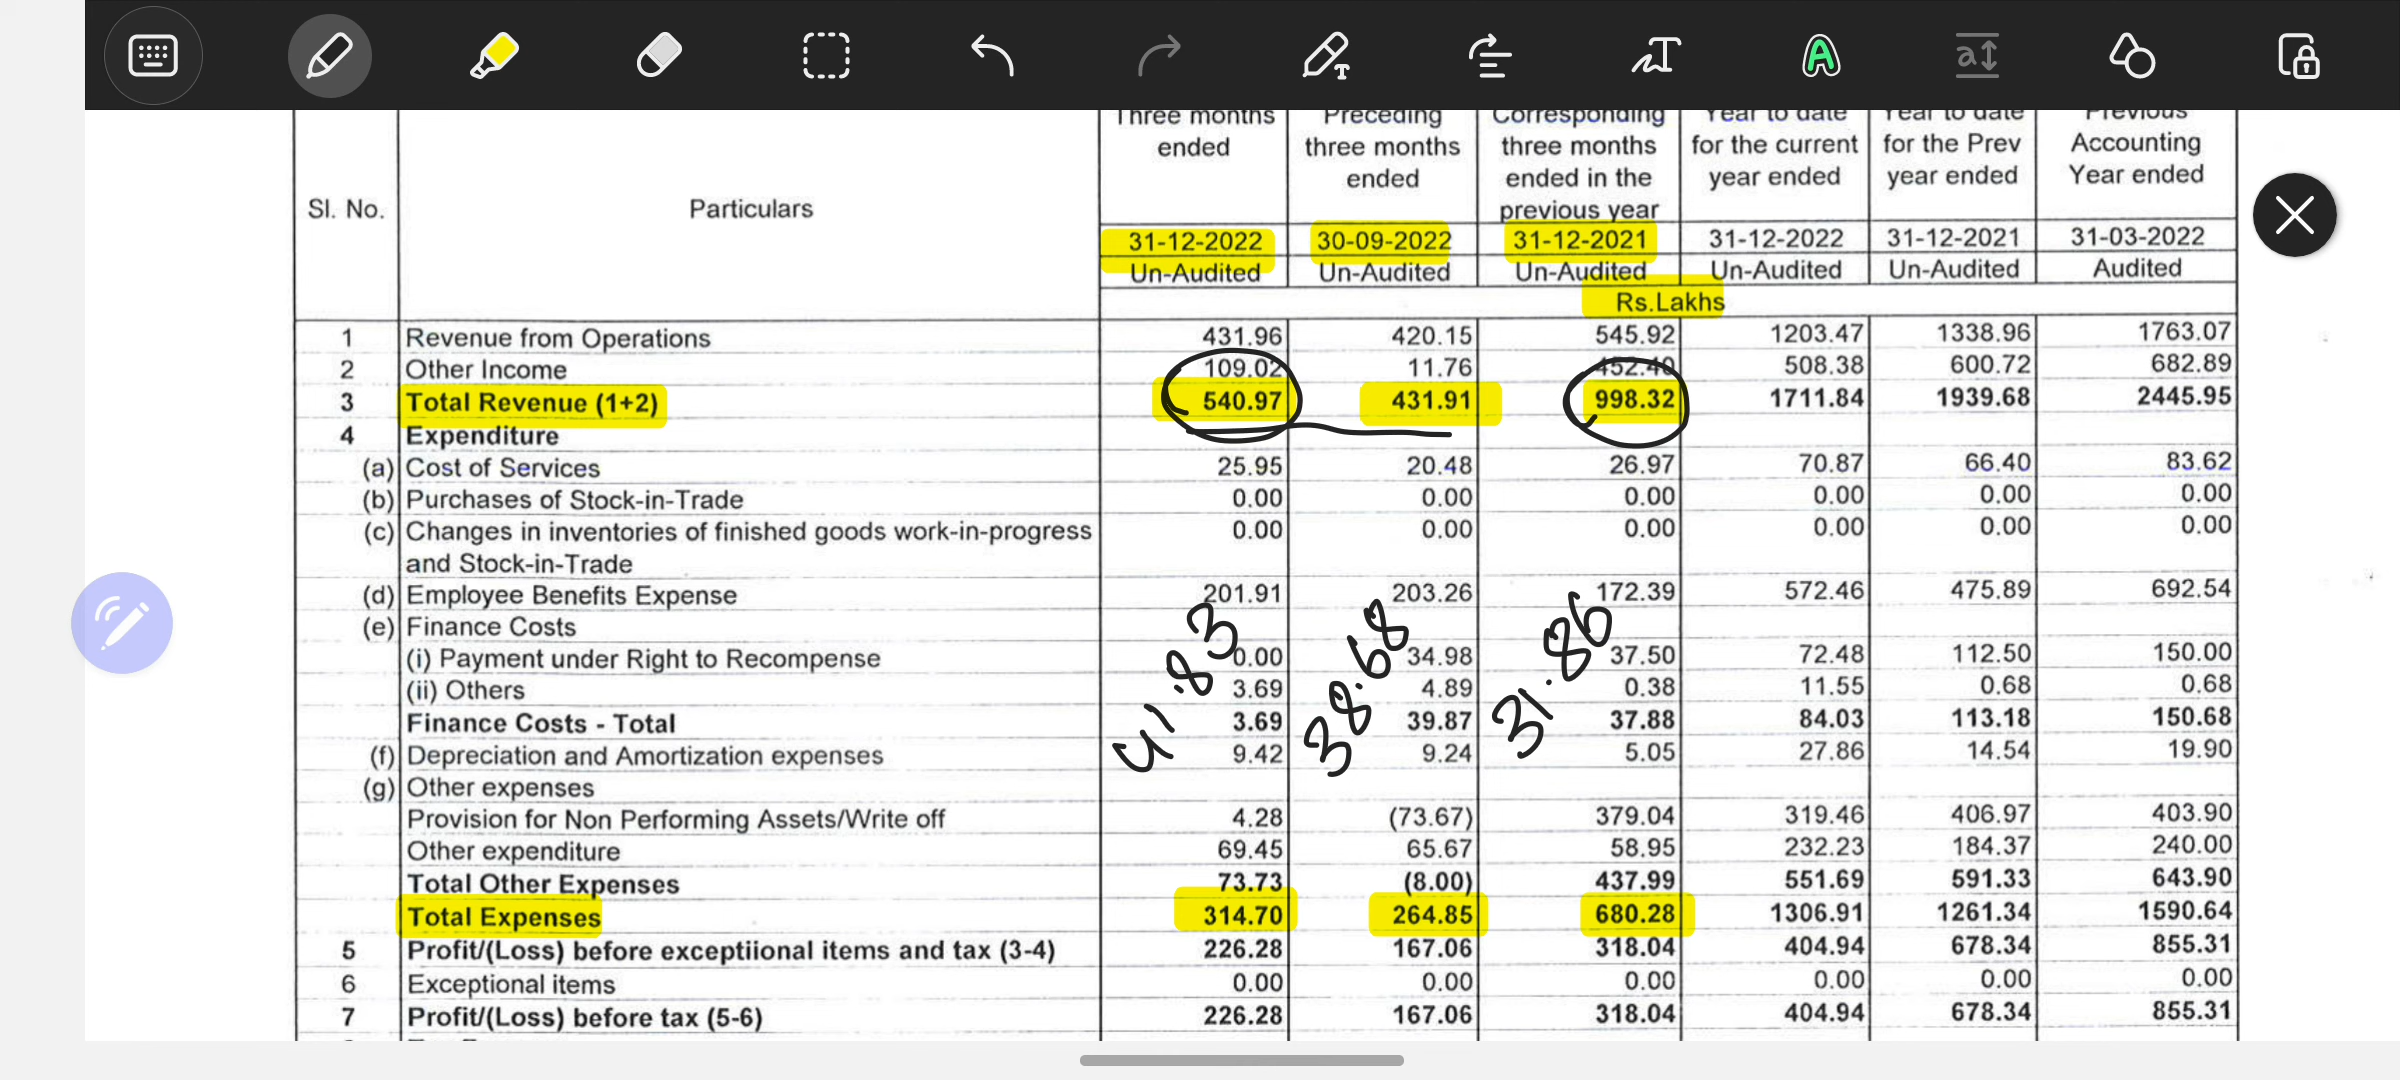 Three months ended
Preceding three months ended
Corresponding three months ended in the previous year
Year to date for the current year ended
Year to date for the Prev year ended
Previous Accounting Year ended
Sl. No. Particulars
31-12-2022 30-09-2022 31-12-2021 31-12-2022 31-12-2021 31-03-2022
Un-Audited Un-Audited Un-Audited Un-Audited Un-Audited Audited
Rs.Lakhs
1 Revenue from Operations 431.96 420.15 545.92 1203.47 1338.96 1763.07
2 Other Income 109.02 11.76 452.40 508.38 600.72 682.89
3 Total Revenue (1+2) 540.97 431.91 998.32 1711.84 1939.68 2445.95
4 Expenditure
(a) Cost of Services 25.95 20.48 26.97 70.87 66.40 83.62
(b) Purchases of Stock-in-Trade 0.00 0.00 0.00 0.00 0.00 0.00
(c) Changes in inventories of finished goods work-in-progress 0.00 0.00 0.00 0.00 0.00 0.00
and Stock-in-Trade
(d) Employee Benefits Expense 201.91 203.26 172.39 572.46 475.89 692.54
(e) Finance Costs
(i) Payment under Right to Recompense 0.00 34.98 37.50 72.48 112.50 150.00
(ii) Others 3.69 4.89 0.38 11.55 0.68 0.68
Finance Costs - Total 3.69 39.87 37.88 84.03 113.18 150.68
41.83 38.68 31.86
(f) Depreciation and Amortization expenses 9.42 9.24 5.05 27.86 14.54 19.90
(g) Other expenses
Provision for Non Performing Assets/Write off 4.28 (73.67) 379.04 319.46 406.97 403.90
Other expenditure 69.45 65.67 58.95 232.23 184.37 240.00
Total Other Expenses 73.73 (8.00) 437.99 551.69 591.33 643.90
Total Expenses 314.70 264.85 680.28 1306.91 1261.34 1590.64
5 Profit/(Loss) before exceptiional items and tax (3-4) 226.28 167.06 318.04 404.94 678.34 855.31
6 Exceptional items 0.00 0.00 0.00 0.00 0.00 0.00
7 Profit/(Loss) before tax (5-6) 226.28 167.06 318.04 404.94 678.34 855.31